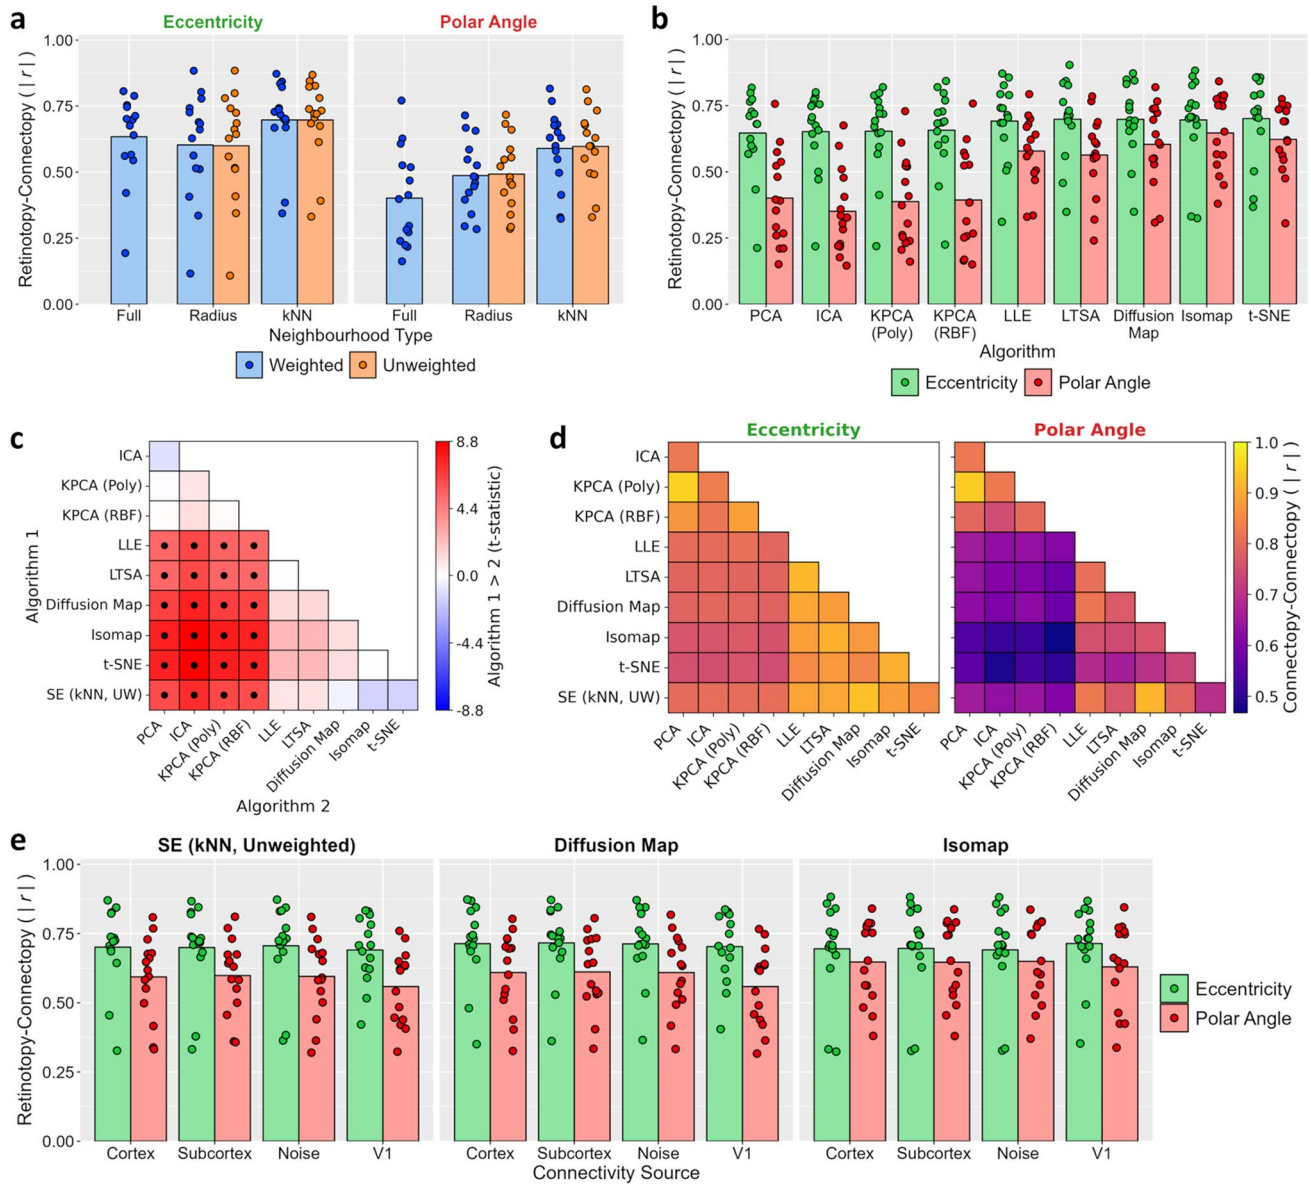 a
Eccentricity
Polar Angle
Retinotopy-Connectopy ( | r | )
1.00
0.75
0.50
0.25
0.00
Full
Radius
kNN
Full
Radius
kNN
Neighbourhood Type
Weighted
Unweighted
b
Retinotopy-Connectopy ( | r | )
1.00
0.75
0.50
0.25
0.00
PCA
ICA
KPCA
(Poly)
KPCA
(RBF)
LLE
LTSA
Diffusion
Map
Isomap
t-SNE
Algorithm
Eccentricity
Polar Angle
c
Algorithm 1
ICA
KPCA (Poly)
KPCA (RBF)
LLE
LTSA
Diffusion Map
Isomap
t-SNE
SE (kNN, UW)
PCA
ICA
KPCA (Poly)
KPCA (RBF)
LLE
LTSA
Diffusion Map
Isomap
t-SNE
Algorithm 2
8.8
4.4
0.0
-4.4
-8.8
Algorithm 1 > 2 (t-statistic)
d
Eccentricity
Polar Angle
ICA
KPCA (Poly)
KPCA (RBF)
LLE
LTSA
Diffusion Map
Isomap
t-SNE
SE (kNN, UW)
PCA
ICA
KPCA (Poly)
KPCA (RBF)
LLE
LTSA
Diffusion Map
Isomap
t-SNE
PCA
ICA
KPCA (Poly)
KPCA (RBF)
LLE
LTSA
Diffusion Map
Isomap
t-SNE
1.0
0.9
0.8
0.7
0.6
0.5
Connectopy-Connectopy ( | r | )
e
SE (kNN, Unweighted)
Diffusion Map
Isomap
Retinotopy-Connectopy ( | r | )
1.00
0.75
0.50
0.25
0.00
Cortex
Subcortex
Noise
V1
Cortex
Subcortex
Noise
V1
Cortex
Subcortex
Noise
V1
Connectivity Source
Eccentricity
Polar Angle